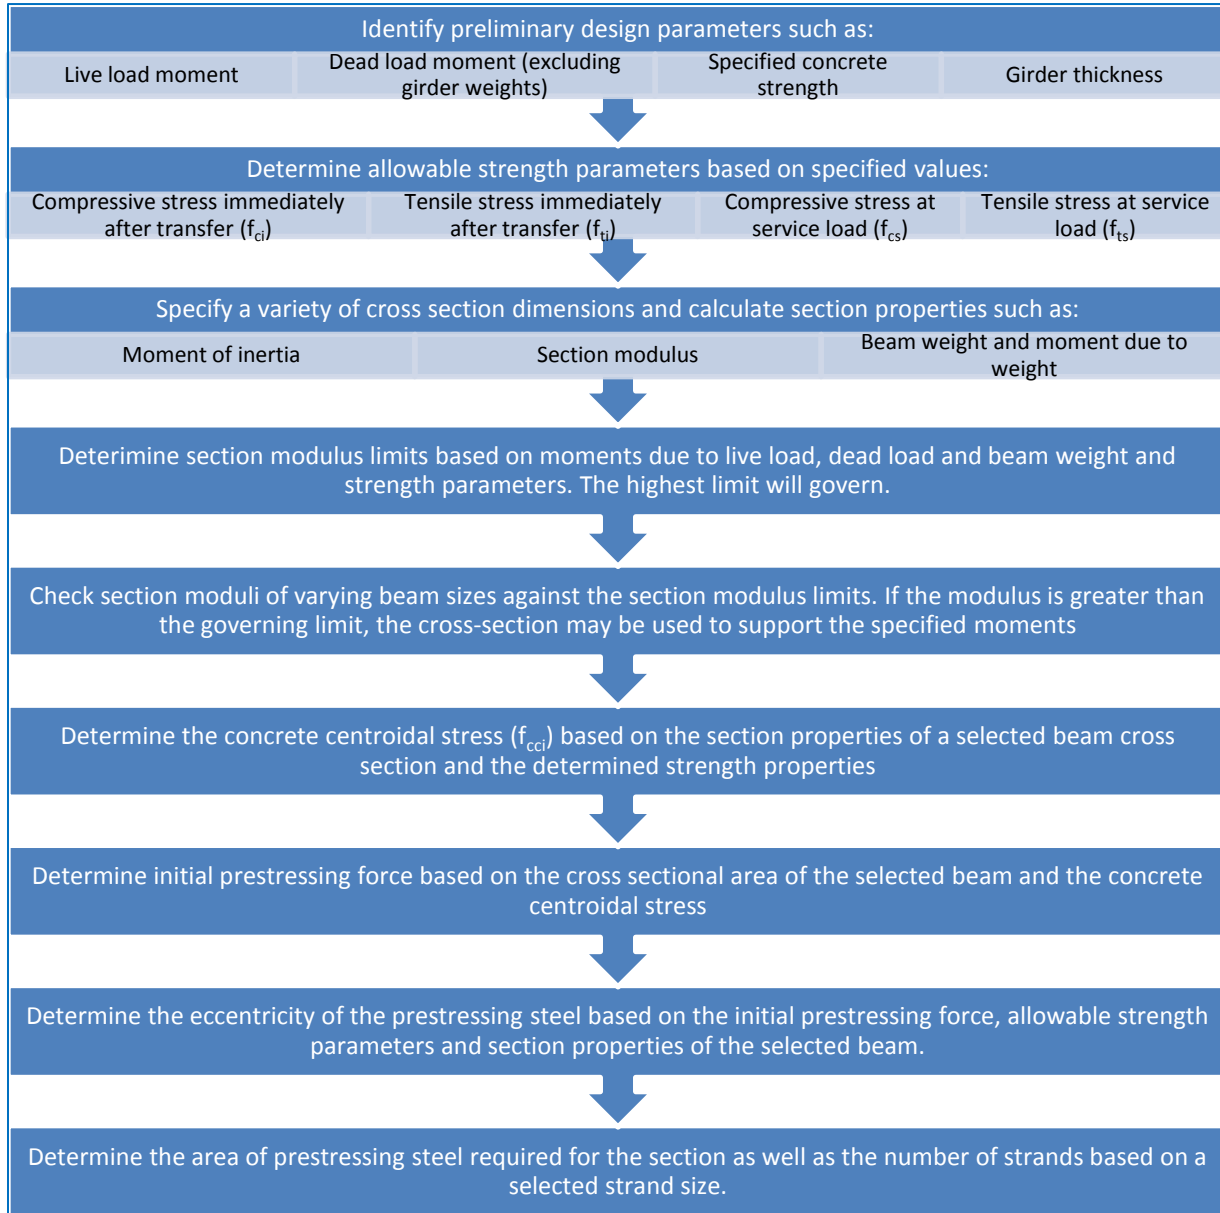 Identify preliminary design parameters such as:
Live load moment
Dead load moment (excluding
girder weights)
Specified concrete
strength
Girder thickness
Determine allowable strength parameters based on specified values:
Compressive stress immediately
after transfer (fci)
Tensile stress immediately
after transfer (fti)
Compressive stress at
service load (fcs)
Tensile stress at service
load (fts)
Specify a variety of cross section dimensions and calculate section properties such as:
Moment of inertia
Section modulus
Beam weight and moment due to
weight
Deterimine section modulus limits based on moments due to live load, dead load and beam weight and
strength parameters. The highest limit will govern.
Check section moduli of varying beam sizes against the section modulus limits. If the modulus is greater than
the governing limit, the cross-section may be used to support the specified moments
Determine the concrete centroidal stress (fcci) based on the section properties of a selected beam cross
section and the determined strength properties
Determine initial prestressing force based on the cross sectional area of the selected beam and the concrete
centroidal stress
Determine the eccentricity of the prestressing steel based on the initial prestressing force, allowable strength
parameters and section properties of the selected beam.
Determine the area of prestressing steel required for the section as well as the number of strands based on a
selected strand size.